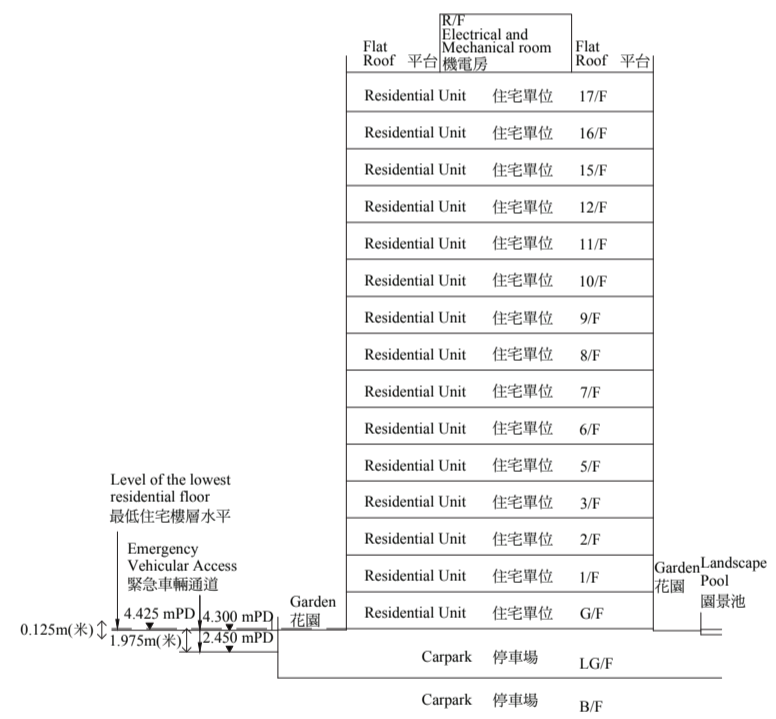 R/F
Electrical and
Mechanical room
機電房
Flat
Roof 平台
Flat
Roof 平台
Residential Unit 住宅單位 17/F
Residential Unit 住宅單位 16/F
Residential Unit 住宅單位 15/F
Residential Unit 住宅單位 12/F
Residential Unit 住宅單位 11/F
Residential Unit 住宅單位 10/F
Residential Unit 住宅單位 9/F
Residential Unit 住宅單位 8/F
Residential Unit 住宅單位 7/F
Residential Unit 住宅單位 6/F
Residential Unit 住宅單位 5/F
Residential Unit 住宅單位 3/F
Residential Unit 住宅單位 2/F
Residential Unit 住宅單位 1/F
Residential Unit 住宅單位 G/F
Level of the lowest
residential floor
最低住宅樓層水平
Emergency
Vehicular Access
緊急車輛通道
4.425 mPD
4.300 mPD
0.125m(米)
1.975m(米)
2.450 mPD
Garden
花園
Garden
花園
Landscape
Pool
園景池
Carpark 停車場 LG/F
Carpark 停車場 B/F